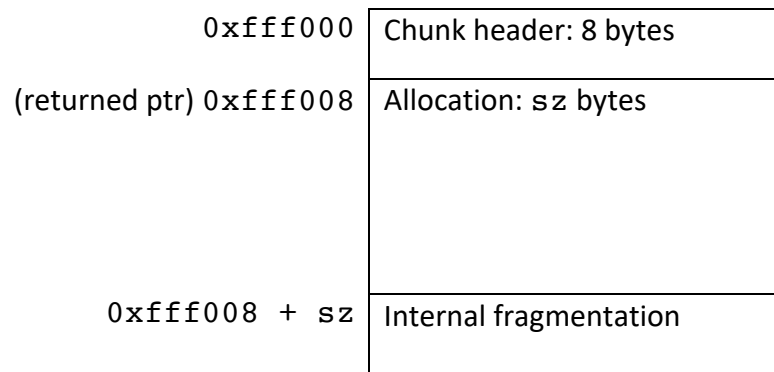 0xfff000 Chunk header: 8 bytes
(returned ptr) 0xfff008 Allocation: sz bytes
0xfff008 + sz Internal fragmentation